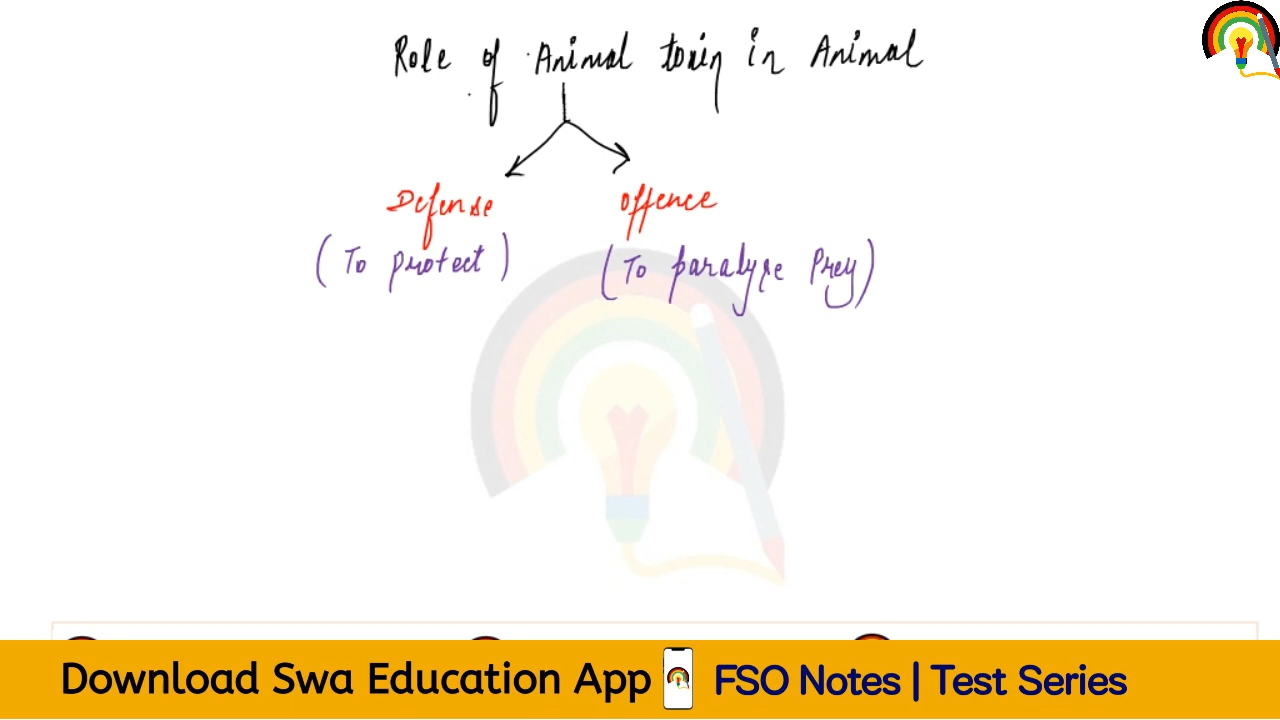 Role of Animal toxin in Animal
Defense
Offence
(To protect)
(To paralyse Prey)
Download Swa Education App
FSO Notes | Test Series